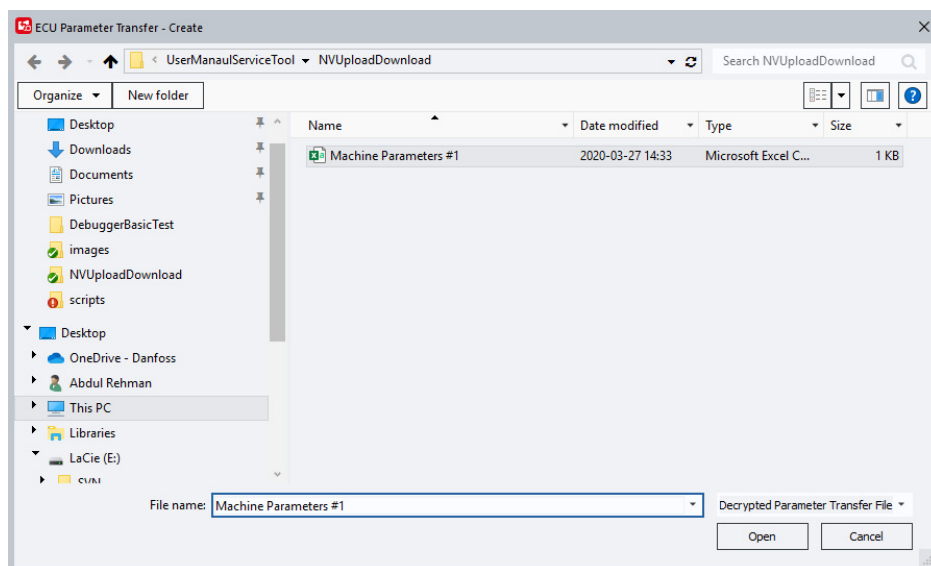 ECU Parameter Transfer - Create
UserManaulServiceTool NVUploadDownload Search NVUploadDownload
Organize New folder
Name Date modified Type Size
Machine Parameters #1 2020-03-27 14:33 Microsoft Excel C... 1 KB
Desktop
Downloads
Documents
Pictures
DebuggerBasicTest
images
NVUploadDownload
scripts
Desktop
OneDrive - Danfoss
Abdul Rehman
This PC
Libraries
LaCie (E:)
SVN
File name: Machine Parameters #1 Decrypted Parameter Transfer File
Open Cancel